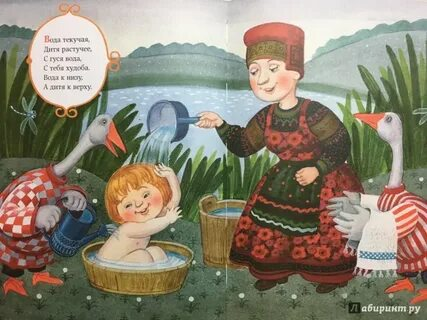 Вода текучая,
Дитя растучее,
С гуся вода,
С тебя худоба.
Вода к низу,
А дитя к верху.
Лабиринт.ру